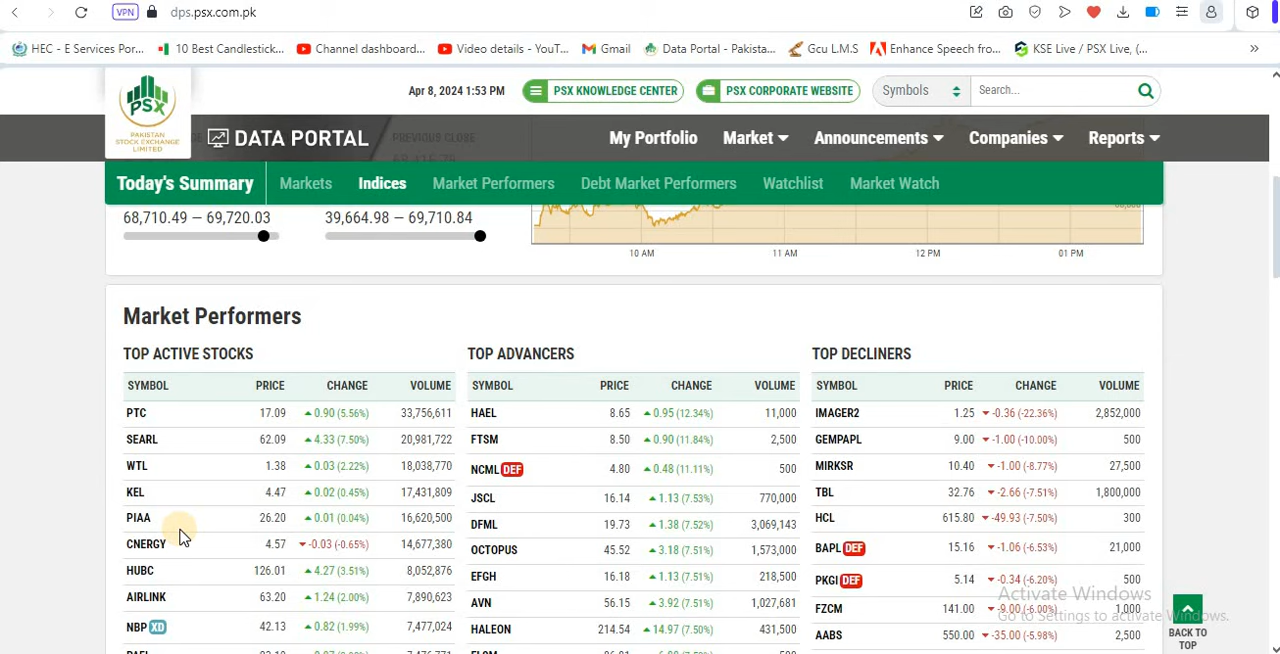 VPN dps.psx.com.pk
HEC - E Services Por... 10 Best Candlestick... Channel dashboard... Video details - YouT... Gmail Data Portal - Pakista... Gcu L.M.S Enhance Speech fro... KSE Live / PSX Live, (... »
PSX
PAKISTAN
STOCK EXCHANGE
LIMITED
Apr 8, 2024 1:53 PM PSX KNOWLEDGE CENTER PSX CORPORATE WEBSITE Symbols Search...
DATA PORTAL PREVIOUS CLOSE My Portfolio Market Announcements Companies Reports
Today's Summary Markets Indices Market Performers Debt Market Performers Watchlist Market Watch
68,710.49 — 69,720.03 39,664.98 — 69,710.84
10 AM 11 AM 12 PM 01 PM
Market Performers
TOP ACTIVE STOCKS
SYMBOL PRICE CHANGE VOLUME
PTC 17.09 0.90 (5.56%) 33,756,611
SEARL 62.09 4.33 (7.50%) 20,981,722
WTL 1.38 0.03 (2.22%) 18,038,770
KEL 4.47 0.02 (0.45%) 17,431,809
PIAA 26.20 0.01 (0.04%) 16,620,500
CNERGY 4.57 -0.03 (-0.65%) 14,677,380
HUBC 126.01 4.27 (3.51%) 8,052,876
AIRLINK 63.20 1.24 (2.00%) 7,890,623
NBP XD 42.13 0.82 (1.99%) 7,477,024
TOP ADVANCERS
SYMBOL PRICE CHANGE VOLUME
HAEL 8.65 0.95 (12.34%) 11,000
FTSM 8.50 0.90 (11.84%) 2,500
NCML DEF 4.80 0.48 (11.11%) 500
JSCL 16.14 1.13 (7.53%) 770,000
DFML 19.73 1.38 (7.52%) 3,069,143
OCTOPUS 45.52 3.18 (7.51%) 1,573,000
EFGH 16.18 1.13 (7.51%) 218,500
AVN 56.15 3.92 (7.51%) 1,027,681
HALEON 214.54 14.97 (7.50%) 431,500
TOP DECLINERS
SYMBOL PRICE CHANGE VOLUME
IMAGER2 1.25 -0.36 (-22.36%) 2,852,000
GEMPAPL 9.00 -1.00 (-10.00%) 500
MIRKSR 10.40 -1.00 (-8.77%) 27,500
TBL 32.76 -2.66 (-7.51%) 1,800,000
HCL 615.80 -49.93 (-7.50%) 300
BAPL DEF 15.16 -1.06 (-6.53%) 21,000
PKGI DEF 5.14 -0.34 (-6.20%) 500
FZCM 141.00 -9.00 (-6.00%) 1,000
AABS 550.00 -35.00 (-5.98%) 2,500
Activate Windows
Go to Settings to activate Windows.
BACK TO
TOP